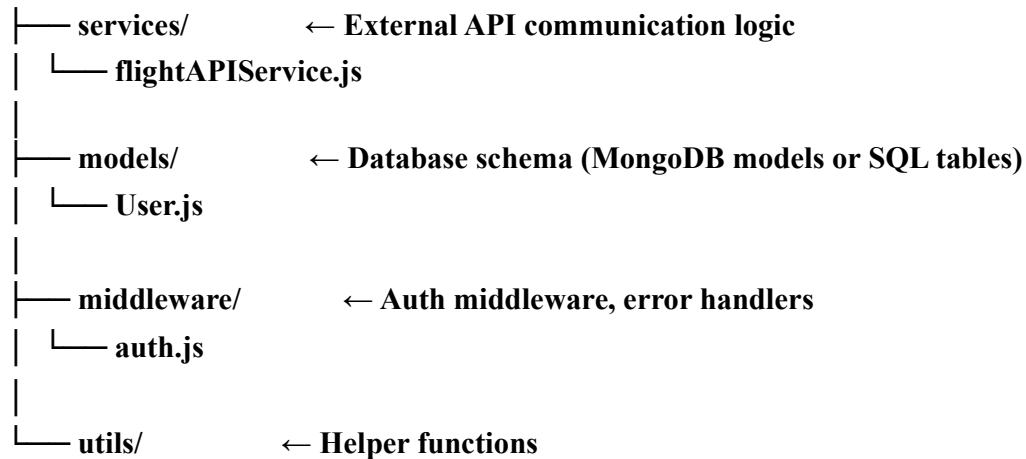 ├── services/ ← External API communication logic
│ └── flightAPIService.js
│
├── models/ ← Database schema (MongoDB models or SQL tables)
│ └── User.js
│
├── middleware/ ← Auth middleware, error handlers
│ └── auth.js
│
└── utils/ ← Helper functions